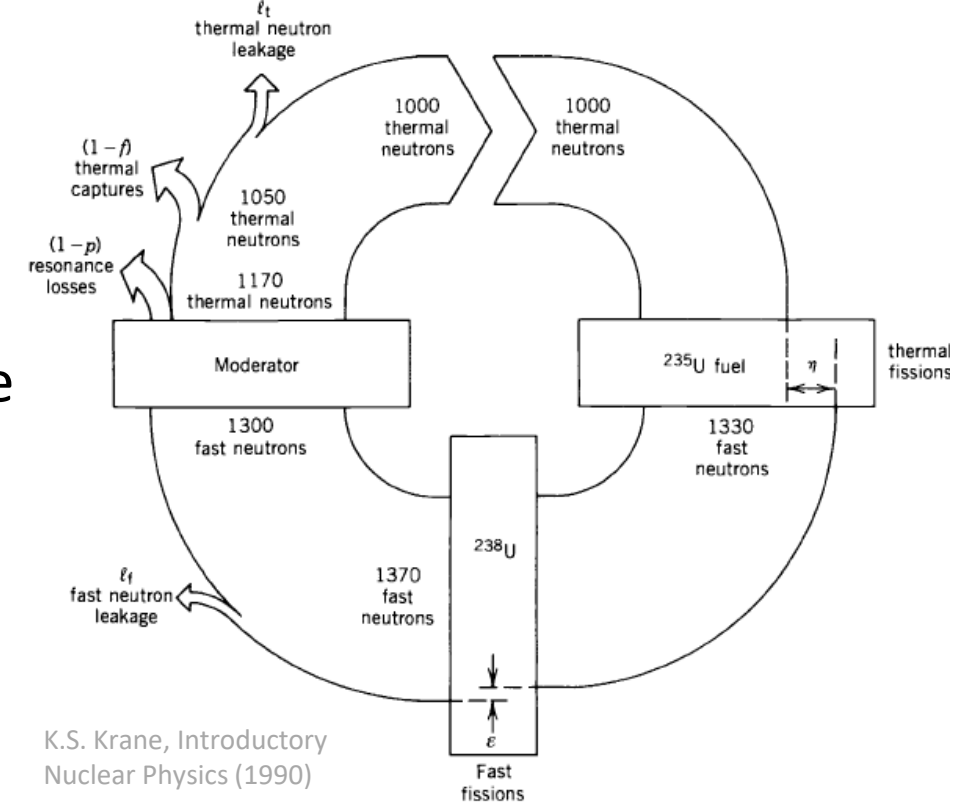 ℓt
thermal neutron
leakage
1000
thermal
neutrons
1000
thermal
neutrons
(1 – f)
thermal
captures
1050
thermal
neutrons
(1 – p)
resonance
losses
1170
thermal neutrons
Moderator
235U fuel
η
thermal
fissions
e
1300
fast neutrons
1330
fast
neutrons
238U
1370
fast
neutrons
ℓf
fast neutron
leakage
ε
Fast
fissions
K.S. Krane, Introductory
Nuclear Physics (1990)